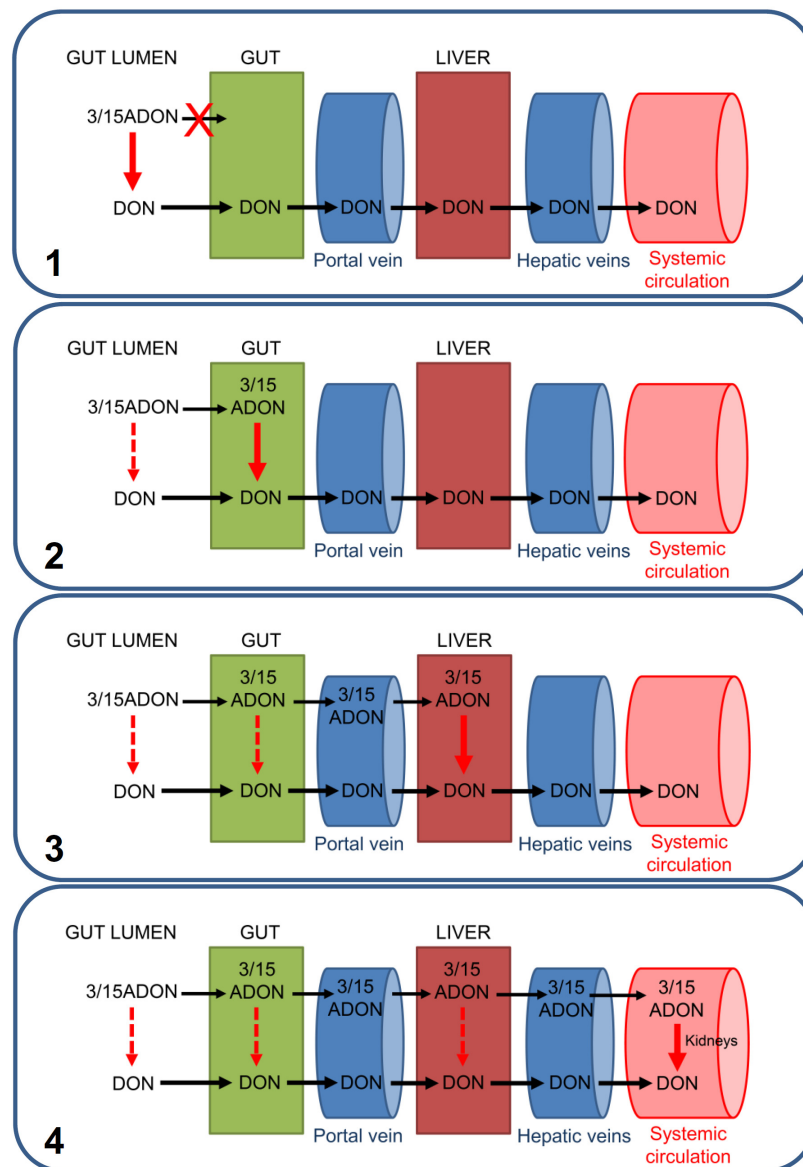 GUT LUMEN GUT LIVER
3/15ADON
DON DON DON DON DON DON
Portal vein Hepatic veins Systemic
circulation
1
GUT LUMEN GUT LIVER
3/15
3/15ADON ADON
DON DON DON DON DON DON
Portal vein Hepatic veins Systemic
circulation
2
GUT LUMEN GUT LIVER
3/15 3/15 3/15
3/15ADON ADON ADON ADON
DON DON DON DON DON DON
Portal vein Hepatic veins Systemic
circulation
3
GUT LUMEN GUT LIVER
3/15 3/15 3/15 3/15 3/15
3/15ADON ADON ADON ADON ADON ADON
Kidneys
DON DON DON DON DON DON
Portal vein Hepatic veins Systemic
circulation
4